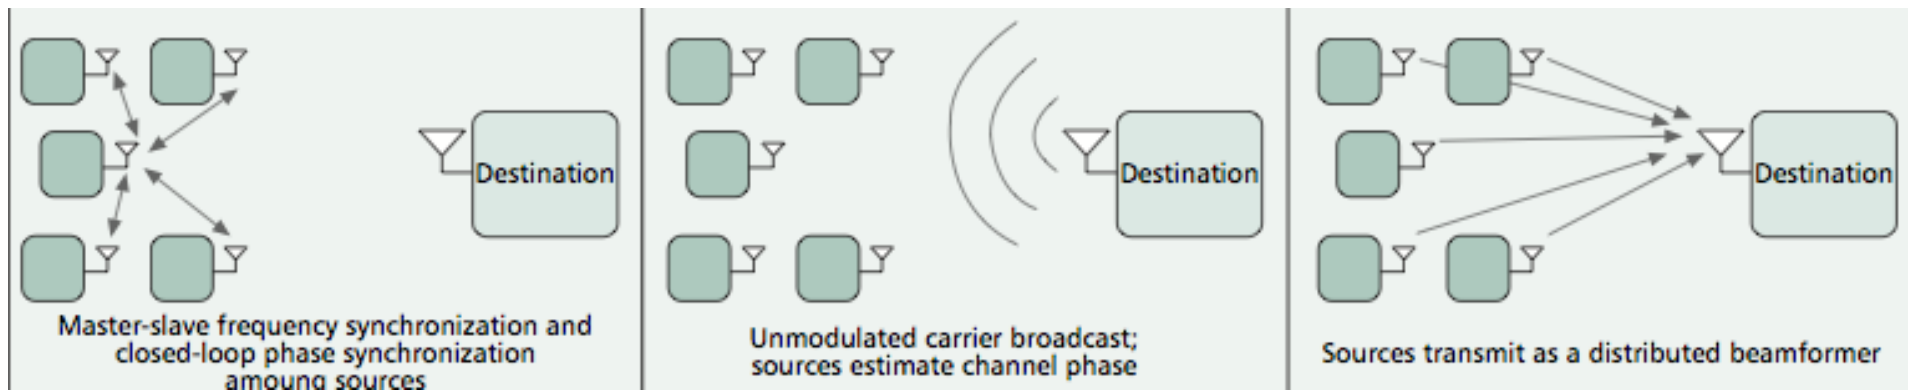 Destination
Master-slave frequency synchronization and
closed-loop phase synchronization
amoung sources
Destination
Unmodulated carrier broadcast;
sources estimate channel phase
Destination
Sources transmit as a distributed beamformer